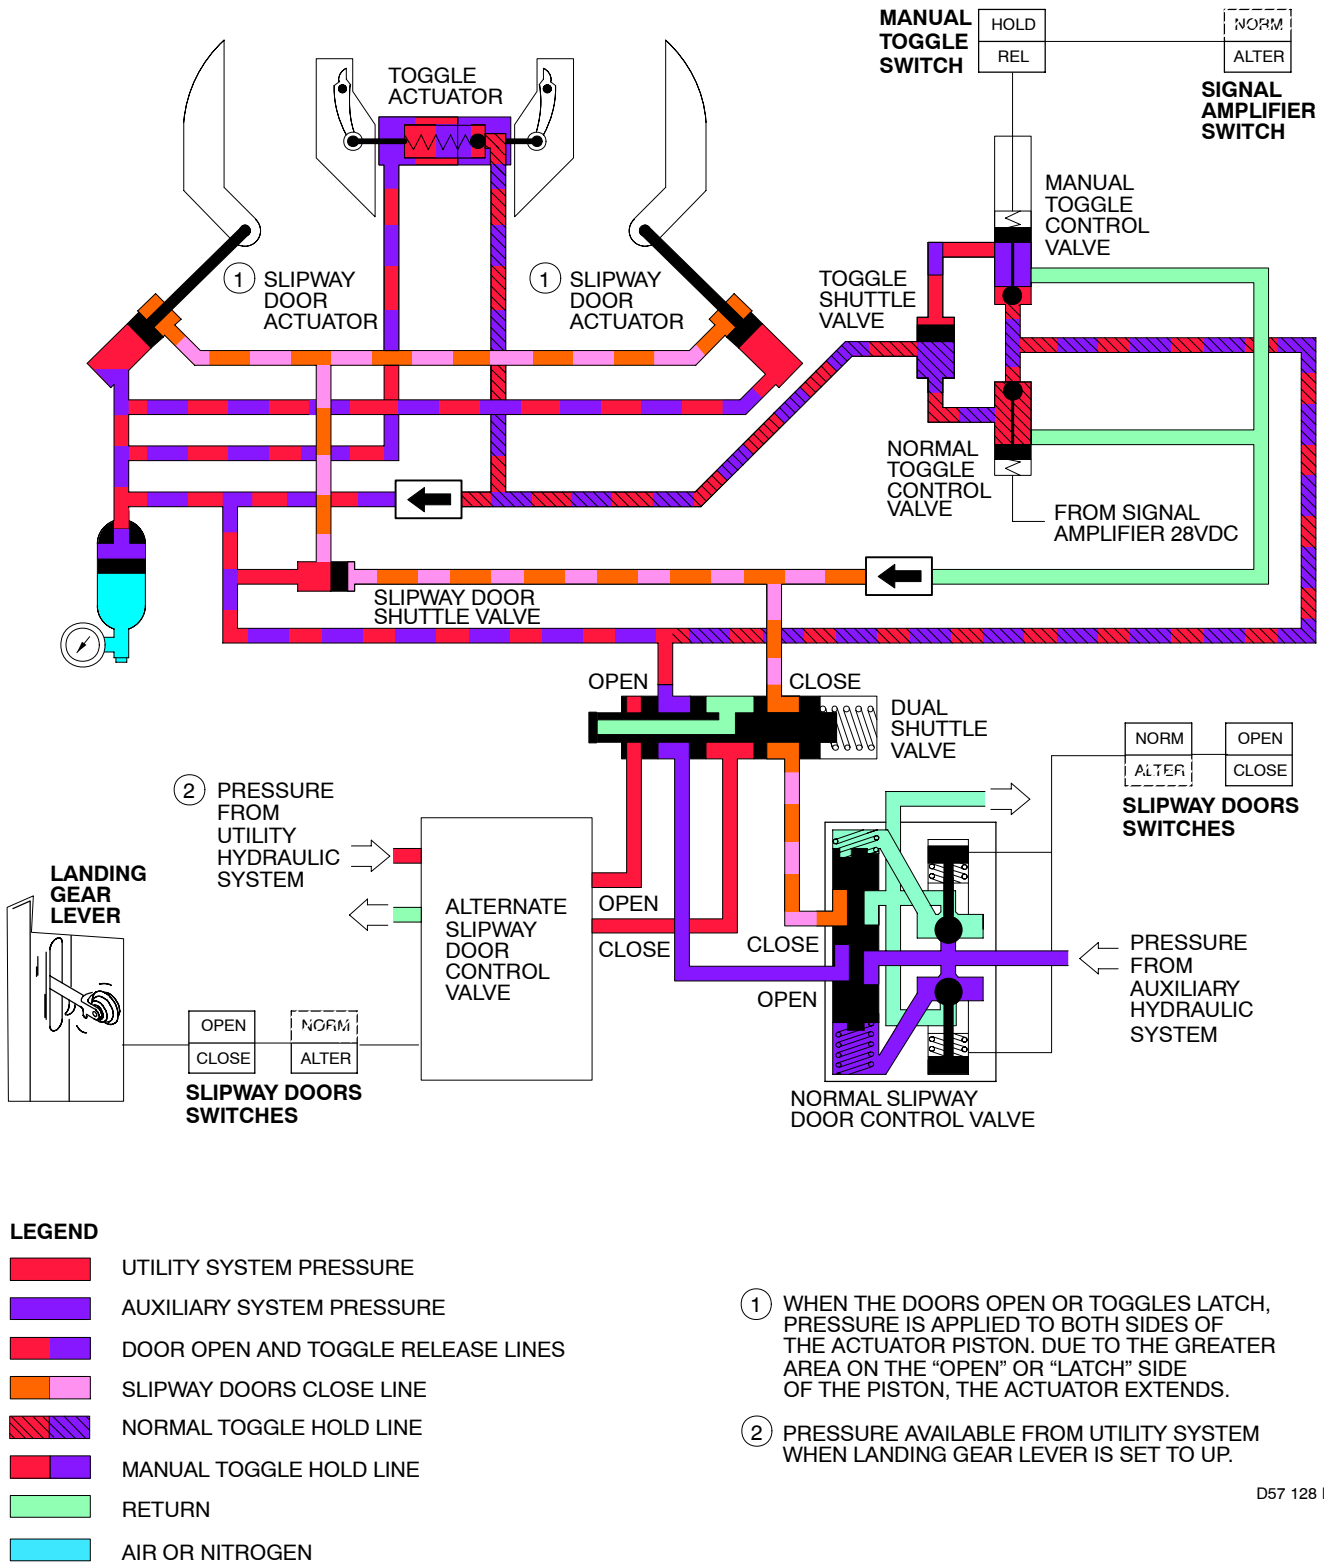 MANUAL
TOGGLE
SWITCH
HOLD
REL
NORM
ALTER
SIGNAL
AMPLIFIER
SWITCH
TOGGLE
ACTUATOR
MANUAL
TOGGLE
CONTROL
VALVE
1 SLIPWAY
DOOR
ACTUATOR
1 SLIPWAY
DOOR
ACTUATOR
TOGGLE
SHUTTLE
VALVE
NORMAL
TOGGLE
CONTROL
VALVE
FROM SIGNAL
AMPLIFIER 28VDC
SLIPWAY DOOR
SHUTTLE VALVE
OPEN
CLOSE
DUAL
SHUTTLE
VALVE
NORM
ALTER
OPEN
CLOSE
SLIPWAY DOORS
SWITCHES
2 PRESSURE
FROM
UTILITY
HYDRAULIC
SYSTEM
LANDING
GEAR
LEVER
ALTERNATE
SLIPWAY
DOOR
CONTROL
VALVE
OPEN
CLOSE
CLOSE
OPEN
PRESSURE
FROM
AUXILIARY
HYDRAULIC
SYSTEM
OPEN
CLOSE
NORM
ALTER
SLIPWAY DOORS
SWITCHES
NORMAL SLIPWAY
DOOR CONTROL VALVE
LEGEND
UTILITY SYSTEM PRESSURE
AUXILIARY SYSTEM PRESSURE
DOOR OPEN AND TOGGLE RELEASE LINES
SLIPWAY DOORS CLOSE LINE
NORMAL TOGGLE HOLD LINE
MANUAL TOGGLE HOLD LINE
RETURN
AIR OR NITROGEN
1 WHEN THE DOORS OPEN OR TOGGLES LATCH,
PRESSURE IS APPLIED TO BOTH SIDES OF
THE ACTUATOR PISTON. DUE TO THE GREATER
AREA ON THE “OPEN” OR “LATCH” SIDE
OF THE PISTON, THE ACTUATOR EXTENDS.
2 PRESSURE AVAILABLE FROM UTILITY SYSTEM
WHEN LANDING GEAR LEVER IS SET TO UP.
D57 128